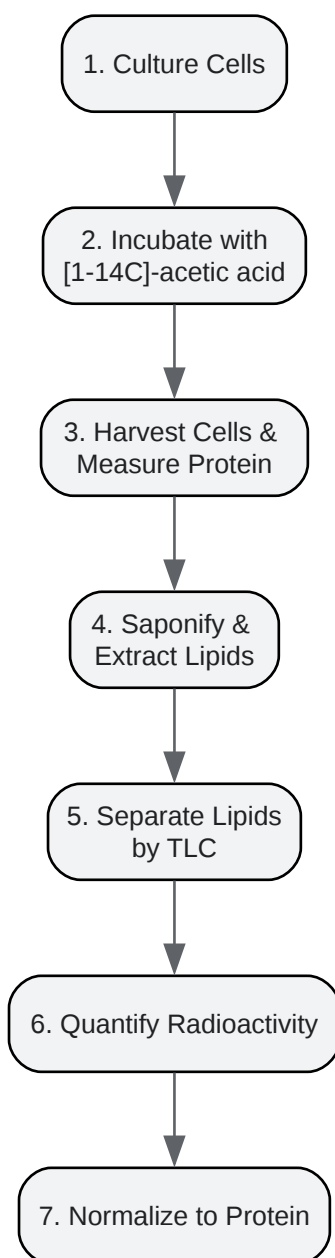 1. Culture Cells
2. Incubate with
[1-14C]-acetic acid
3. Harvest Cells &
Measure Protein
4. Saponify &
Extract Lipids
5. Separate Lipids
by TLC
6. Quantify Radioactivity
7. Normalize to Protein